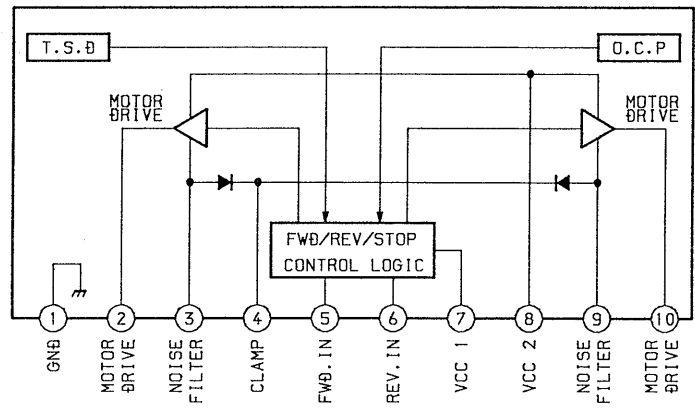 T.S.D
O.C.P
MOTOR
DRIVE
MOTOR
DRIVE
FWD/REV/STOP
CONTROL LOGIC
1
2
3
4
5
6
7
8
9
10
GND
MOTOR
DRIVE
NOISE
FILTER
CLAMP
FWD.IN
REV.IN
VCC 1
VCC 2
NOISE
FILTER
MOTOR
DRIVE